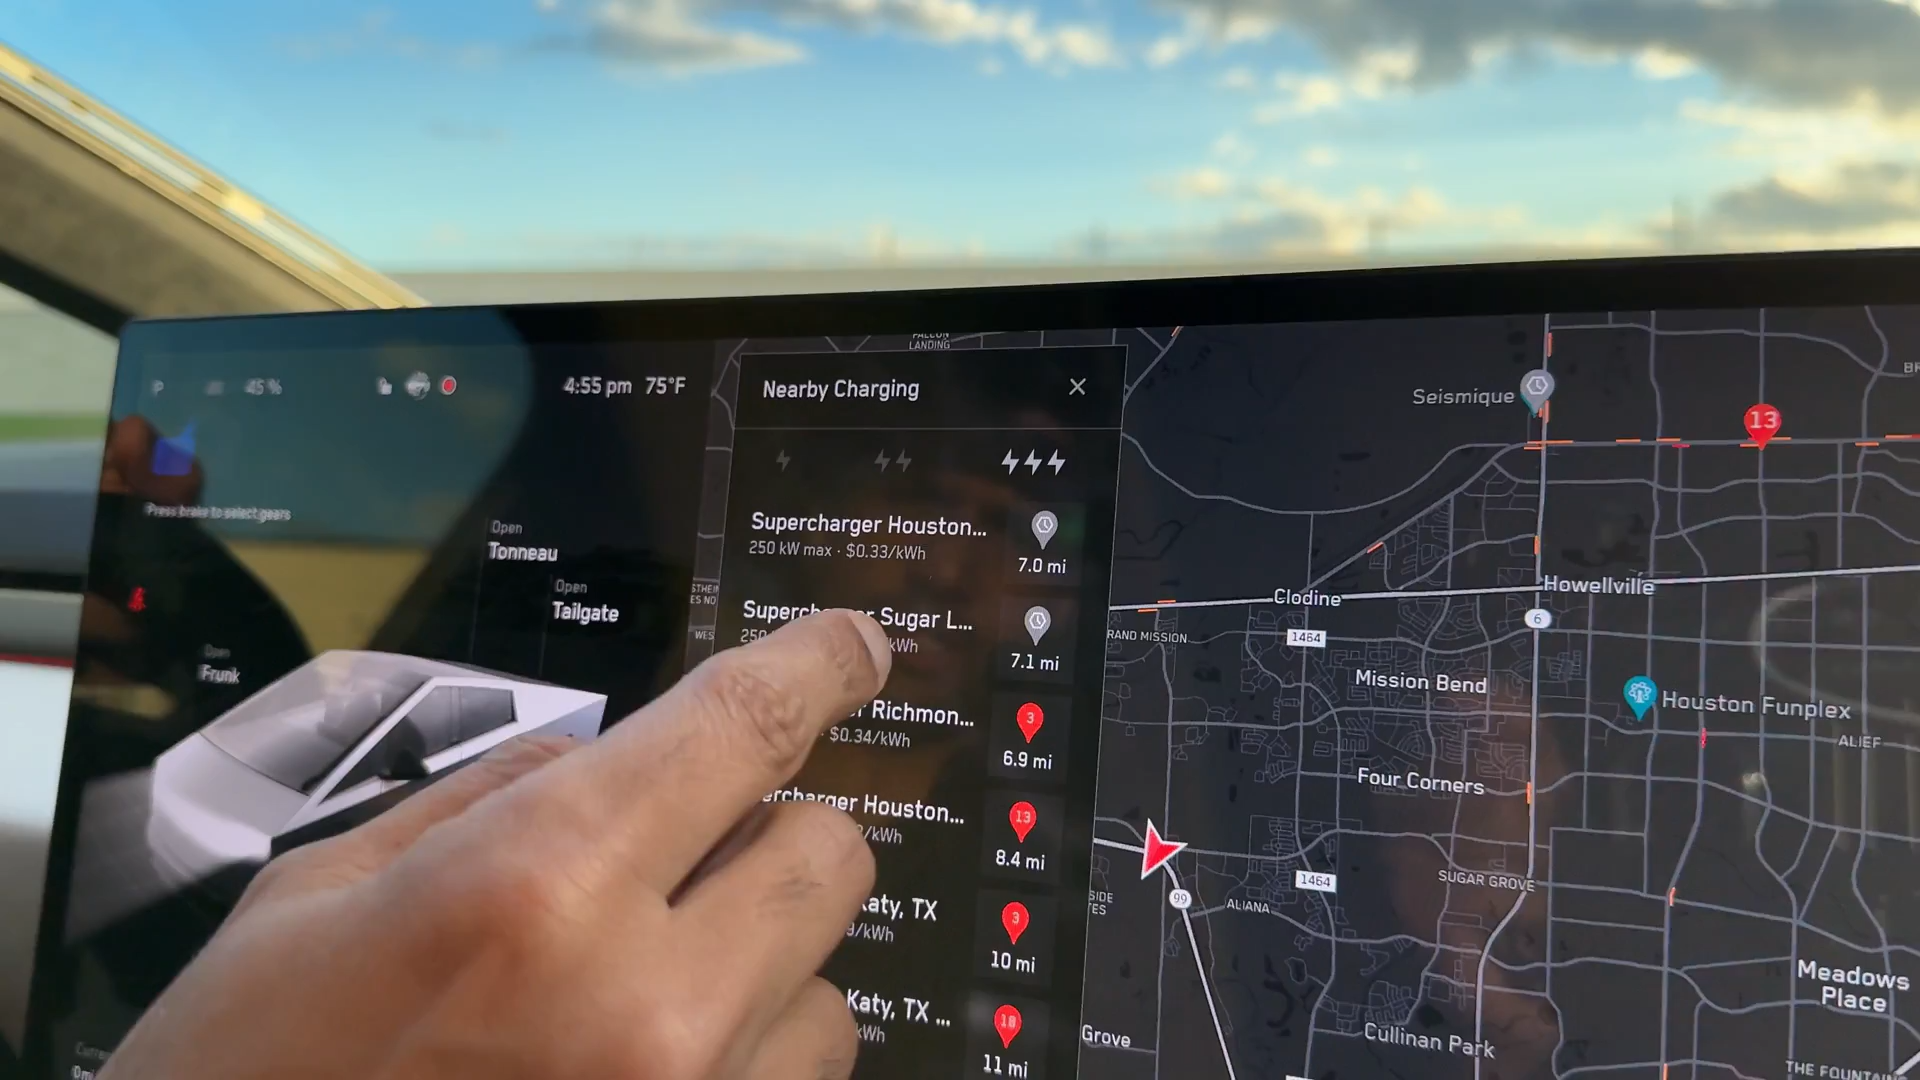 P
45 %
4:55 pm 75°F
Press brake to select gears
Open
Tonneau
Open
Tailgate
Open
Frunk
Nearby Charging
Supercharger Houston...
250 kW max · $0.33/kWh
7.0 mi
Sugar L...
kWh
7.1 mi
Richmon...
· $0.34/kWh
3
6.9 mi
Houston...
/kWh
13
8.4 mi
Katy, TX
/kWh
3
10 mi
Katy, TX ...
kWh
18
11 mi
LANDING
WES
Seismique
13
Clodine
Howellville
6
RAND MISSION
1464
Mission Bend
Houston Funplex
ALIEF
Four Corners
1464
SUGAR GROVE
99
ALIANA
Meadows
Place
Grove
Cullinan Park
THE FOUNTAIN